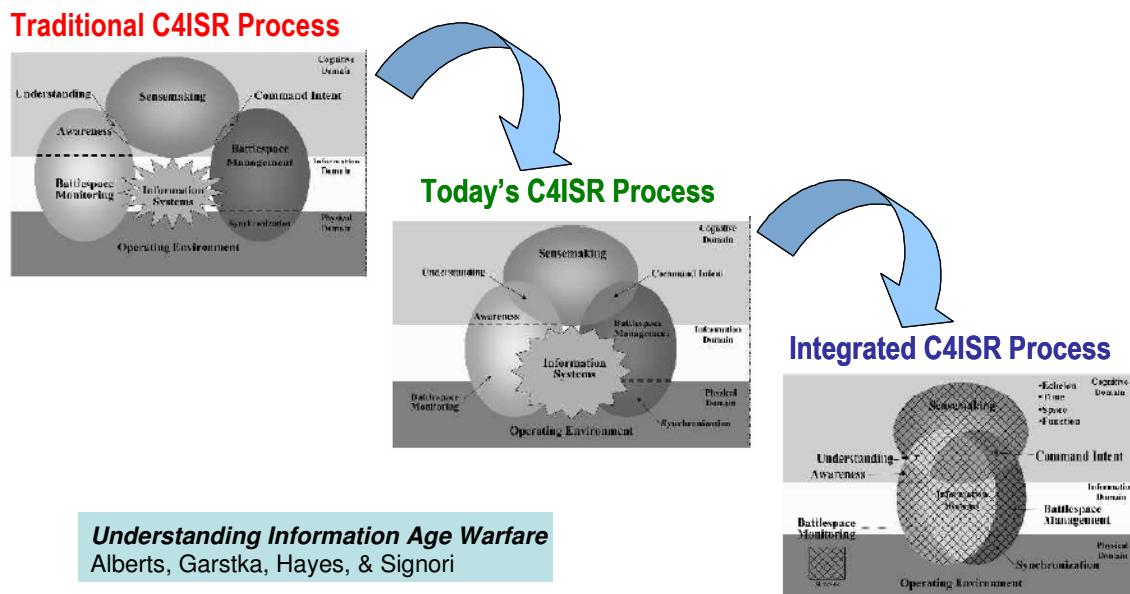 Traditional C4ISR Process
Cognitive
Domain
Understanding
Sensemaking
Command Intent
Awareness
Battlespace
Management
Information
Domain
Battlespace
Monitoring
Information
Systems
Synchronization
Physical
Domain
Operating Environment
Today's C4ISR Process
Cognitive
Domain
Sensemaking
Understanding
Command Intent
Awareness
Battlespace
Management
Information
Domain
Information
Systems
Battlespace
Monitoring
Physical
Domain
Synchronization
Operating Environment
Integrated C4ISR Process
•Echelon
•Time
•Space
•Function
Cognitive
Domain
Sensemaking
Understanding
Command Intent
Awareness
Information
Domain
Information
Systems
Battlespace
Management
Battlespace
Monitoring
Physical
Domain
Synchronization
Operating Environment
Understanding Information Age Warfare
Alberts, Garstka, Hayes, & Signori